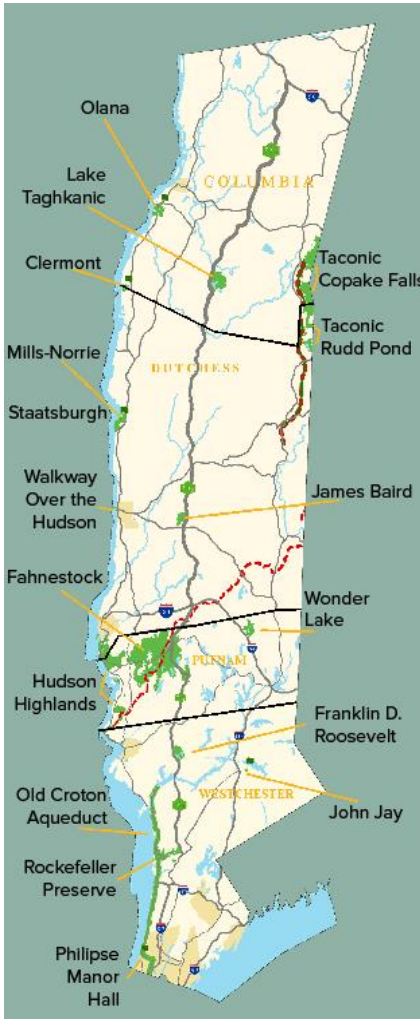 Olana
COLUMBIA
Lake
Taghkanic
Clermont
Taconic
Copake Falls
Taconic
Rudd Pond
Mills-Norrie
DUTCHESS
Staatsburgh
Walkway
Over the
Hudson
James Baird
Fahnestock
Wonder
Lake
PUTNAM
Hudson
Highlands
Franklin D.
Roosevelt
WESTCHESTER
Old Croton
Aqueduct
John Jay
Rockefeller
Preserve
Philipse
Manor
Hall